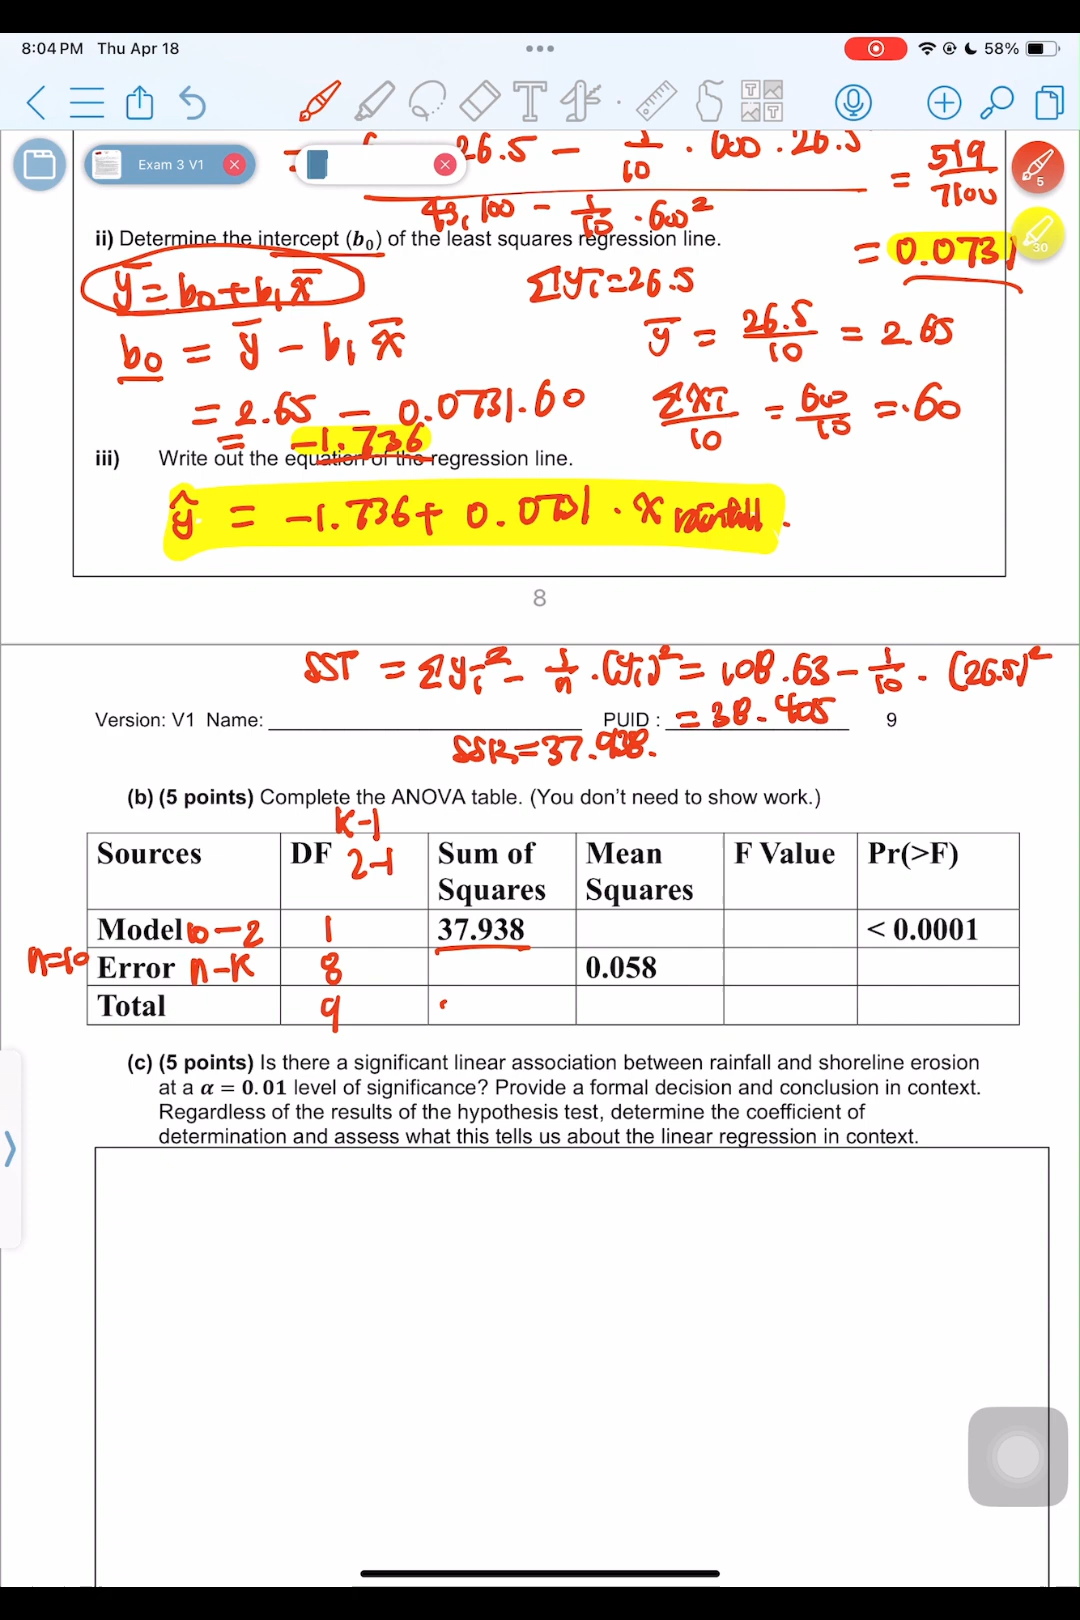 8:04 PM Thu Apr 18
58%
Exam 3 V1
26.5 − 1/10 · 600 · 26.5
= 519/7100
43,100 − 1/10 · 600²
5
30
ii) Determine the intercept (b₀) of the least squares regression line.
= 0.0731
ȳ = b₀ + b₁ x̄
Σyi = 26.5
b₀ = ȳ − b₁ x̄
ȳ = 26.5/10 = 2.65
= 2.65 − 0.0731.60
Σxi/10 = 600/10 = 60
= −1.736
iii) Write out the equation of the regression line.
ŷ = −1.736 + 0.0731 · x rainfall.
8
SST = Σyi² − 1/n · (yi)² = 108.63 − 1/10 · (26.5)²
Version: V1 Name: PUID : = 38.405 9
SSR = 37.938.
(b) (5 points) Complete the ANOVA table. (You don't need to show work.)
k−1
Sources DF 2−1 Sum of Squares Mean Squares F Value Pr(>F)
Model 10−2 1 37.938 < 0.0001
n=10 Error n−k 8 0.058
Total 9
(c) (5 points) Is there a significant linear association between rainfall and shoreline erosion
at a α = 0.01 level of significance? Provide a formal decision and conclusion in context.
Regardless of the results of the hypothesis test, determine the coefficient of
determination and assess what this tells us about the linear regression in context.